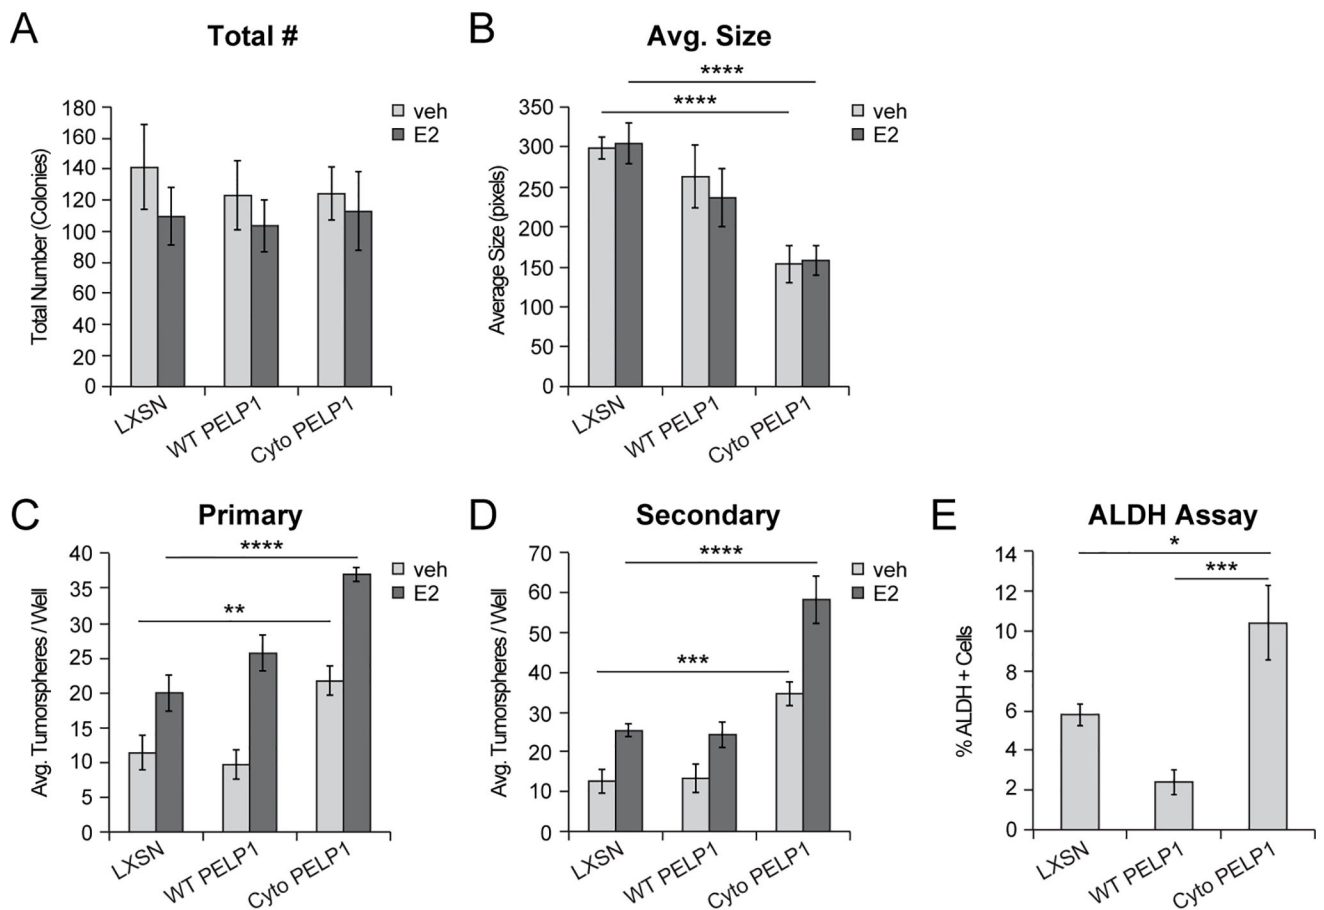 A
Total #
Total Number (Colonies)
180
160
140
120
100
80
60
40
20
0
LXSN
WT PELP1
Cyto PELP1
veh
E2
B
Avg. Size
****
****
Average Size (pixels)
350
300
250
200
150
100
50
0
LXSN
WT PELP1
Cyto PELP1
veh
E2
C
Primary
****
**
Avg. Tumorspheres / Well
40
35
30
25
20
15
10
5
0
LXSN
WT PELP1
Cyto PELP1
veh
E2
D
Secondary
****
***
Avg. Tumorspheres / Well
70
60
50
40
30
20
10
0
LXSN
WT PELP1
Cyto PELP1
veh
E2
E
ALDH Assay
*
***
% ALDH + Cells
14
12
10
8
6
4
2
0
LXSN
WT PELP1
Cyto PELP1